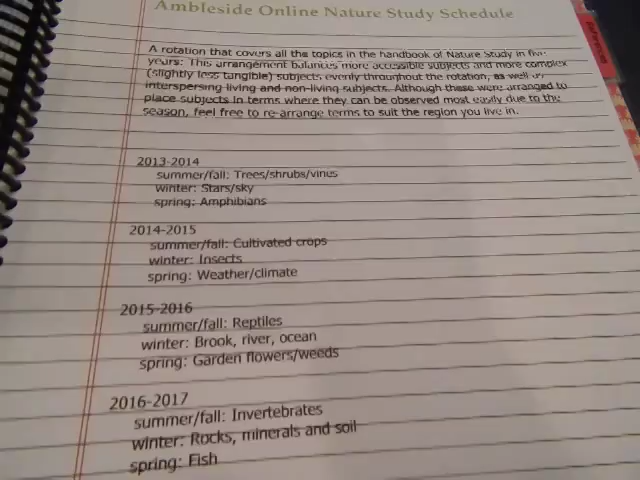 Ambleside Online Nature Study Schedule
A rotation that covers all the topics in the handbook of Nature Study in five
years. This arrangement balances more accessible subjects and more complex
(slightly less tangible) subjects evenly throughout the rotation, as well as
interspersing living and non-living subjects. Although these were arranged to
place subjects in terms where they can be observed most easily due to the
season, feel free to re-arrange terms to suit the region you live in.
2013-2014
summer/fall: Trees/shrubs/vines
winter: Stars/sky
spring: Amphibians
2014-2015
summer/fall: Cultivated crops
winter: Insects
spring: Weather/climate
2015-2016
summer/fall: Reptiles
winter: Brook, river, ocean
spring: Garden flowers/weeds
2016-2017
summer/fall: Invertebrates
winter: Rocks, minerals and soil
spring: Fish